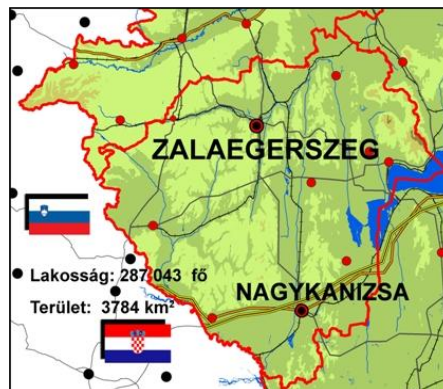 ZALAEGERSZEG
Lakosság: 287 043 fő
NAGYKANIZSA
Terület: 3784 km²